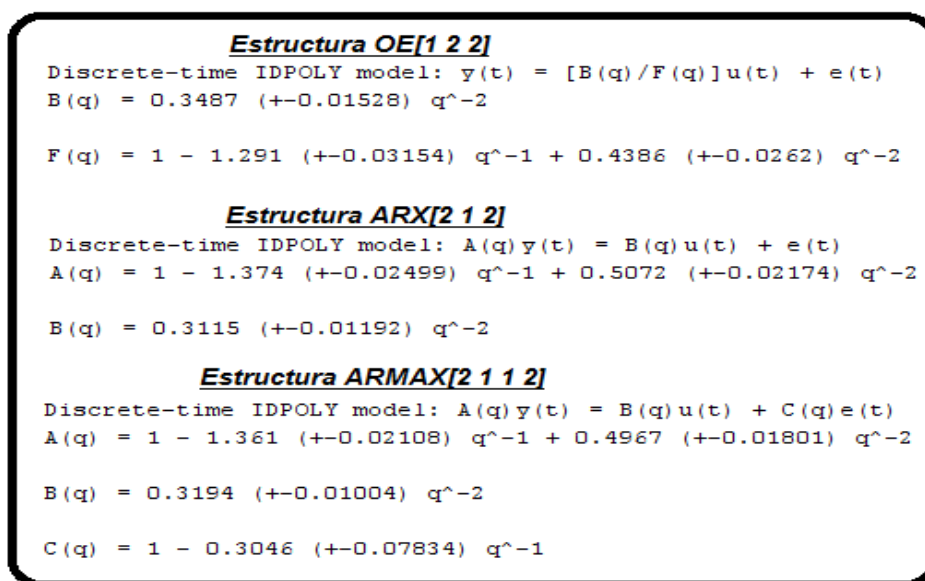 Estructura OE[1 2 2]
Discrete-time IDPOLY model: y(t) = [B(q)/F(q)]u(t) + e(t)
B(q) = 0.3487 (+-0.01528) q^-2
F(q) = 1 - 1.291 (+-0.03154) q^-1 + 0.4386 (+-0.0262) q^-2
Estructura ARX[2 1 2]
Discrete-time IDPOLY model: A(q)y(t) = B(q)u(t) + e(t)
A(q) = 1 - 1.374 (+-0.02499) q^-1 + 0.5072 (+-0.02174) q^-2
B(q) = 0.3115 (+-0.01192) q^-2
Estructura ARMAX[2 1 1 2]
Discrete-time IDPOLY model: A(q)y(t) = B(q)u(t) + C(q)e(t)
A(q) = 1 - 1.361 (+-0.02108) q^-1 + 0.4967 (+-0.01801) q^-2
B(q) = 0.3194 (+-0.01004) q^-2
C(q) = 1 - 0.3046 (+-0.07834) q^-1